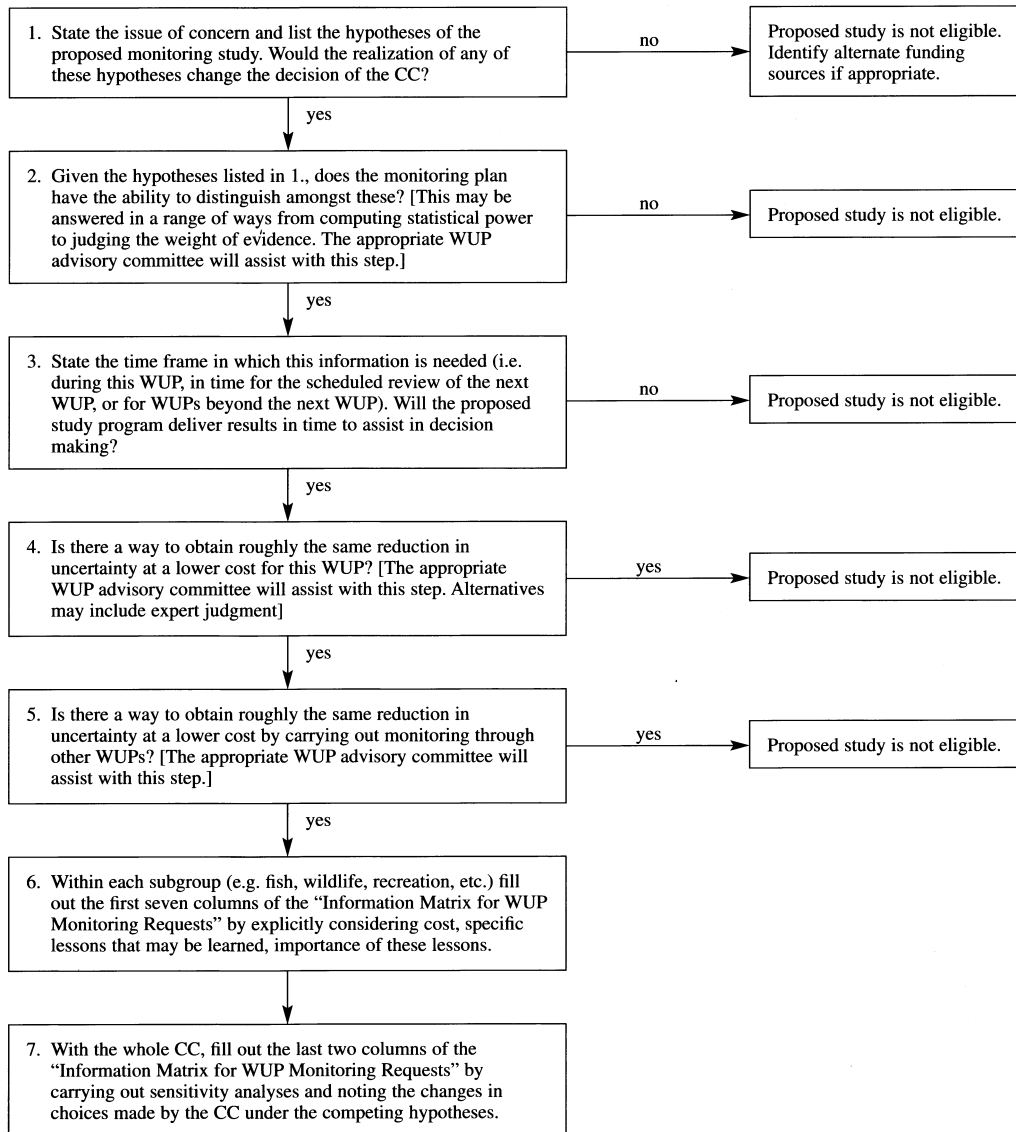 1. State the issue of concern and list the hypotheses of the
proposed monitoring study. Would the realization of any of
these hypotheses change the decision of the CC?
no
Proposed study is not eligible.
Identify alternate funding
sources if appropriate.
yes
2. Given the hypotheses listed in 1., does the monitoring plan
have the ability to distinguish amongst these? [This may be
answered in a range of ways from computing statistical power
to judging the weight of evidence. The appropriate WUP
advisory committee will assist with this step.]
no
Proposed study is not eligible.
yes
3. State the time frame in which this information is needed (i.e.
during this WUP, in time for the scheduled review of the next
WUP, or for WUPs beyond the next WUP). Will the proposed
study program deliver results in time to assist in decision
making?
no
Proposed study is not eligible.
yes
4. Is there a way to obtain roughly the same reduction in
uncertainty at a lower cost for this WUP? [The appropriate
WUP advisory committee will assist with this step. Alternatives
may include expert judgment]
yes
Proposed study is not eligible.
yes
5. Is there a way to obtain roughly the same reduction in
uncertainty at a lower cost by carrying out monitoring through
other WUPs? [The appropriate WUP advisory committee will
assist with this step.]
yes
Proposed study is not eligible.
yes
6. Within each subgroup (e.g. fish, wildlife, recreation, etc.) fill
out the first seven columns of the “Information Matrix for WUP
Monitoring Requests” by explicitly considering cost, specific
lessons that may be learned, importance of these lessons.
7. With the whole CC, fill out the last two columns of the
“Information Matrix for WUP Monitoring Requests” by
carrying out sensitivity analyses and noting the changes in
choices made by the CC under the competing hypotheses.